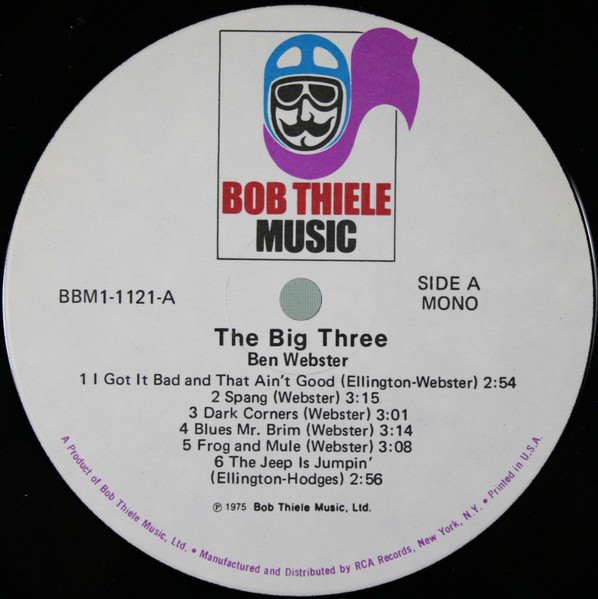 BOB THIELE
MUSIC
BBM1-1121-A
SIDE A
MONO
The Big Three
Ben Webster
1 I Got It Bad and That Ain't Good (Ellington-Webster) 2:54
2 Spang (Webster) 3:15
3 Dark Corners (Webster) 3:01
4 Blues Mr. Brim (Webster) 3:14
5 Frog and Mule (Webster) 3:08
6 The Jeep Is Jumpin'
(Ellington-Hodges) 2:56
℗ 1975 Bob Thiele Music, Ltd.
A Product of Bob Thiele Music, Ltd. • Manufactured and Distributed by RCA Records, New York, N.Y. • Printed in U.S.A.